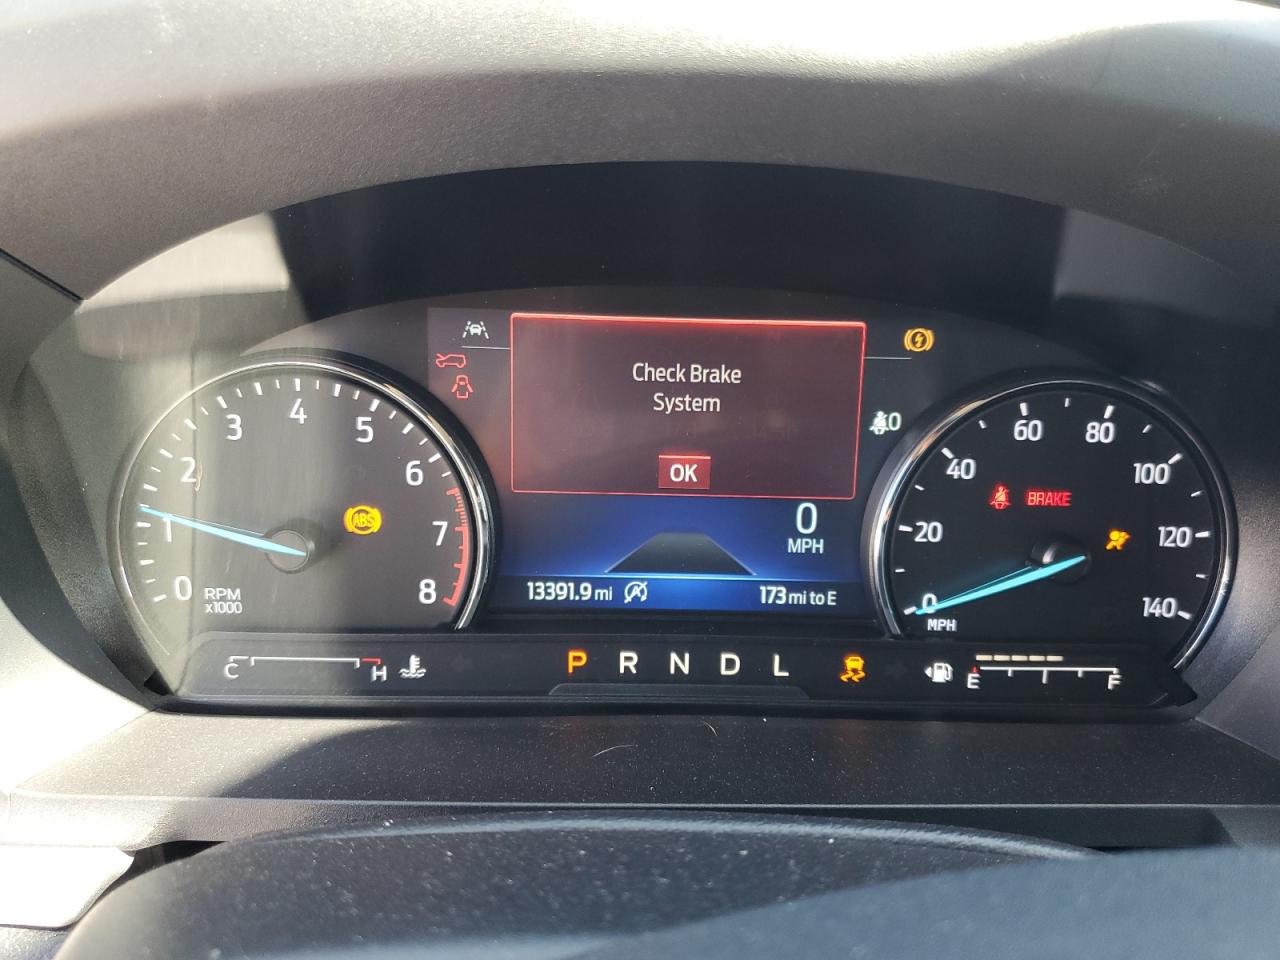 Check Brake
System
OK
0
MPH
13391.9 mi
173 mi to E
0
1
2
3
4
5
6
7
8
RPM
x1000
ABS
0
20
40
60
80
100
120
140
MPH
BRAKE
0
C
H
P R N D L
E
F